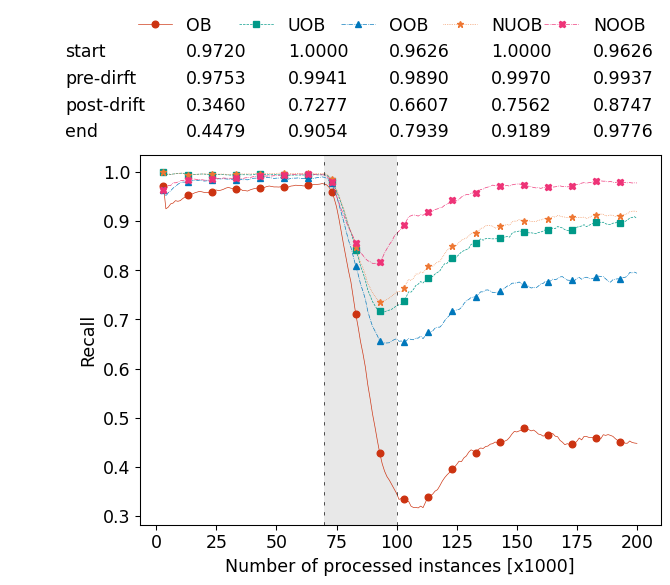 OB UOB OOB NUOB NOOB
start 0.9720 1.0000 0.9626 1.0000 0.9626
pre-dirft 0.9753 0.9941 0.9890 0.9970 0.9937
post-drift 0.3460 0.7277 0.6607 0.7562 0.8747
end 0.4479 0.9054 0.7939 0.9189 0.9776
1.0
0.9
0.8
0.7
0.6
0.5
0.4
0.3
Recall
0 25 50 75 100 125 150 175 200
Number of processed instances [x1000]